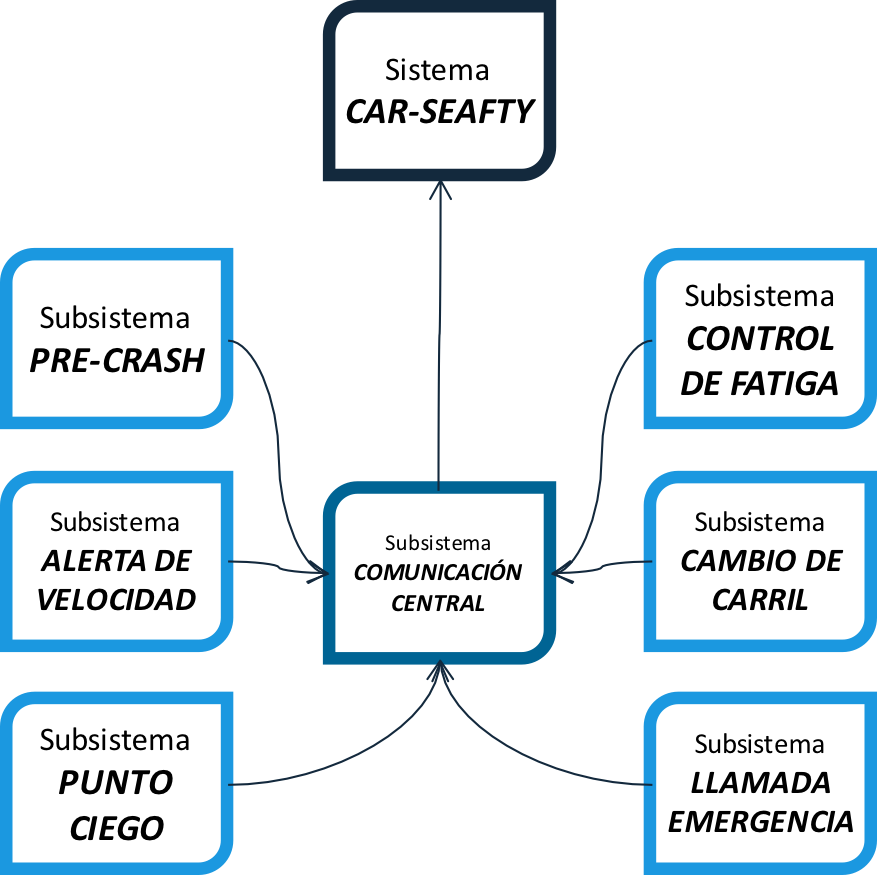 Sistema
CAR-SEAFTY
Subsistema
PRE-CRASH
Subsistema
CONTROL
DE FATIGA
Subsistema
ALERTA DE
VELOCIDAD
Subsistema
COMUNICACIÓN
CENTRAL
Subsistema
CAMBIO DE
CARRIL
Subsistema
PUNTO
CIEGO
Subsistema
LLAMADA
EMERGENCIA